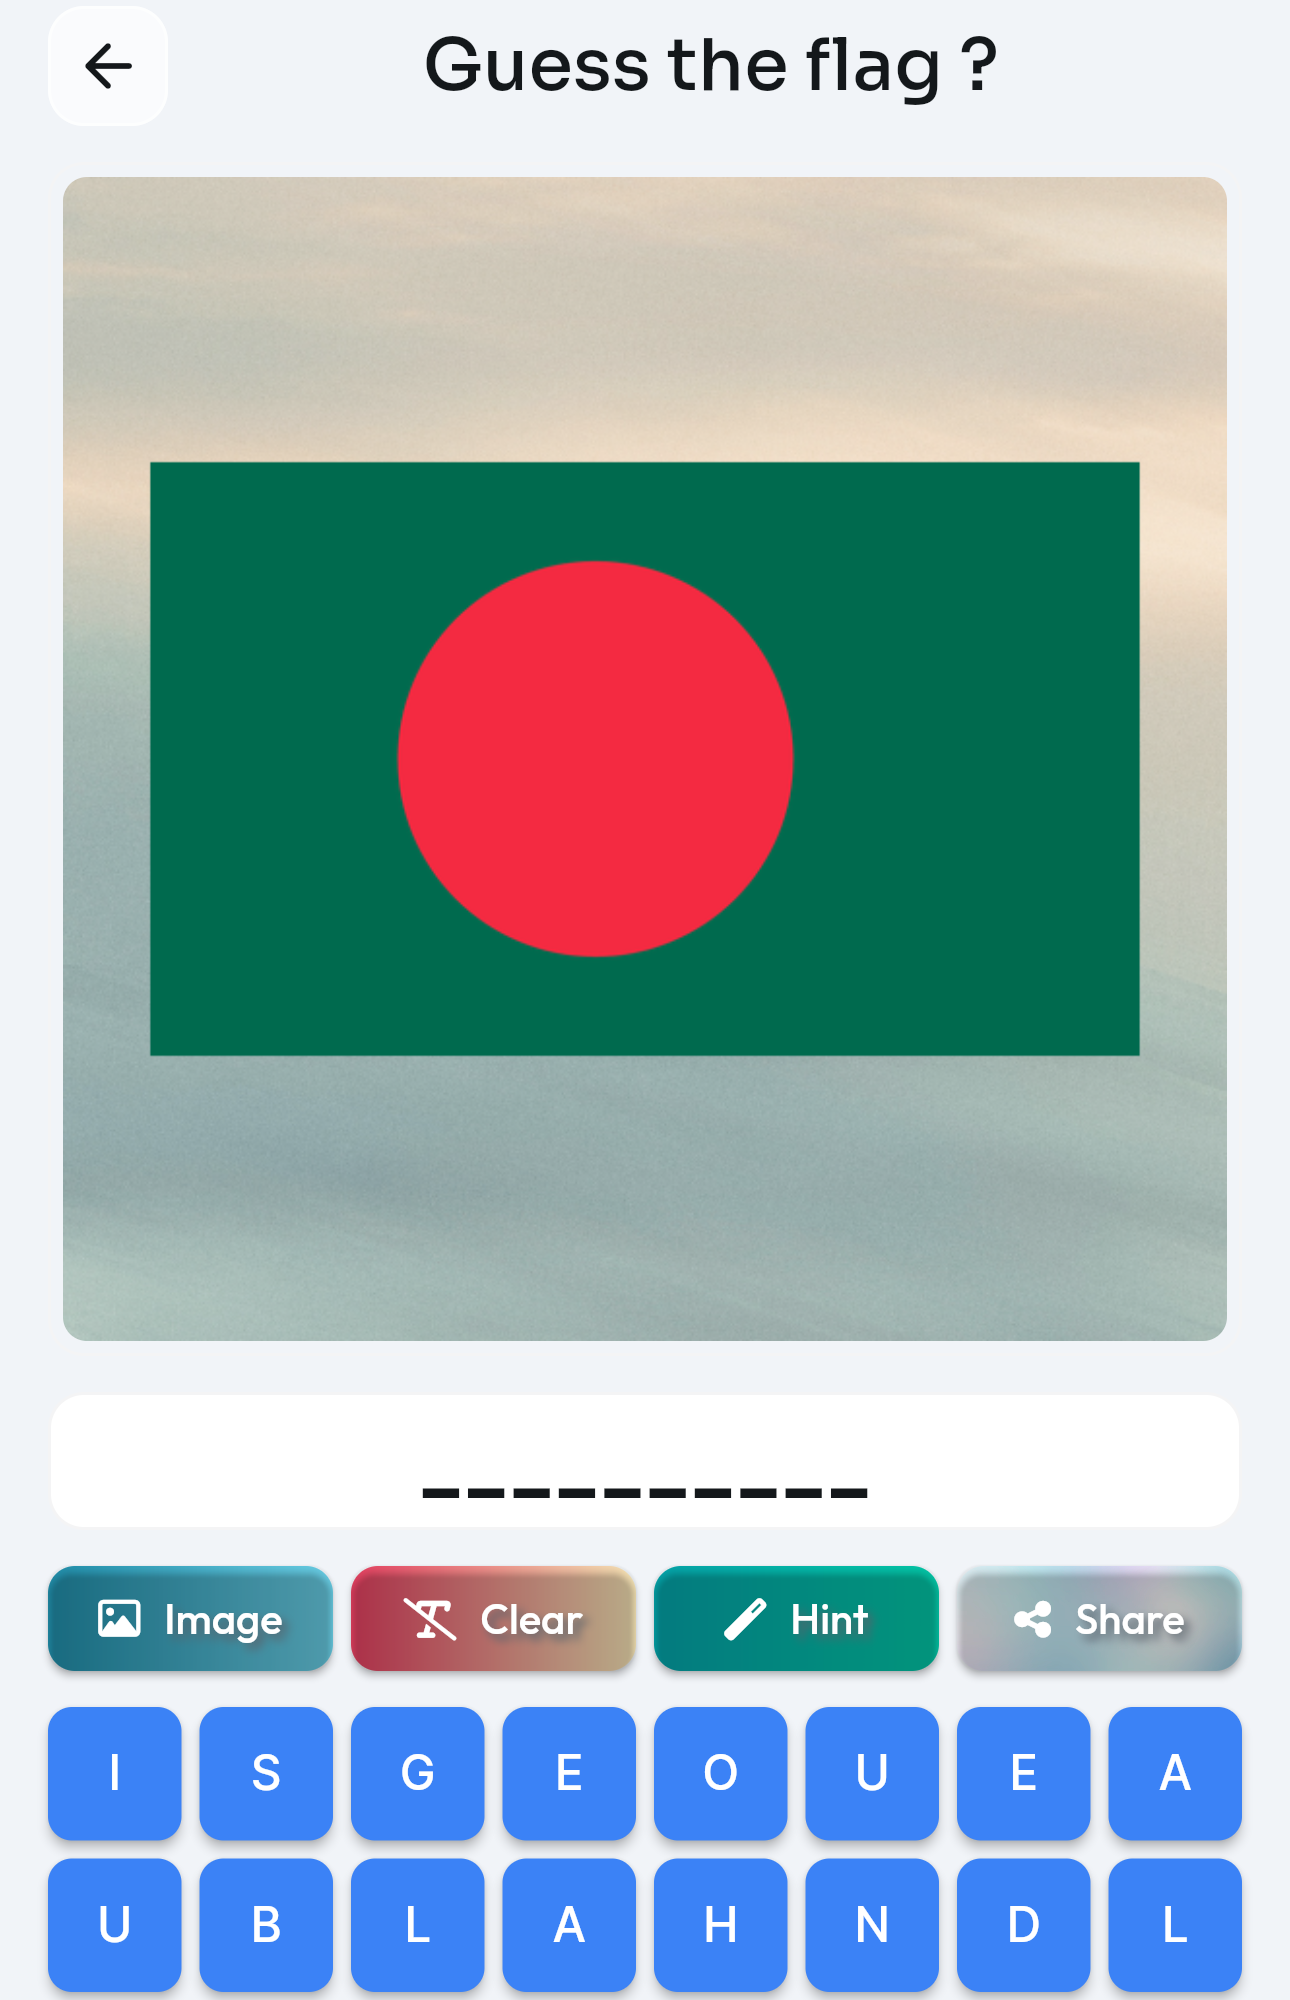 Guess the flag ?
_ _ _ _ _ _ _ _ _ _
Image Clear Hint Share
I S G E O U E A
U B L A H N D L